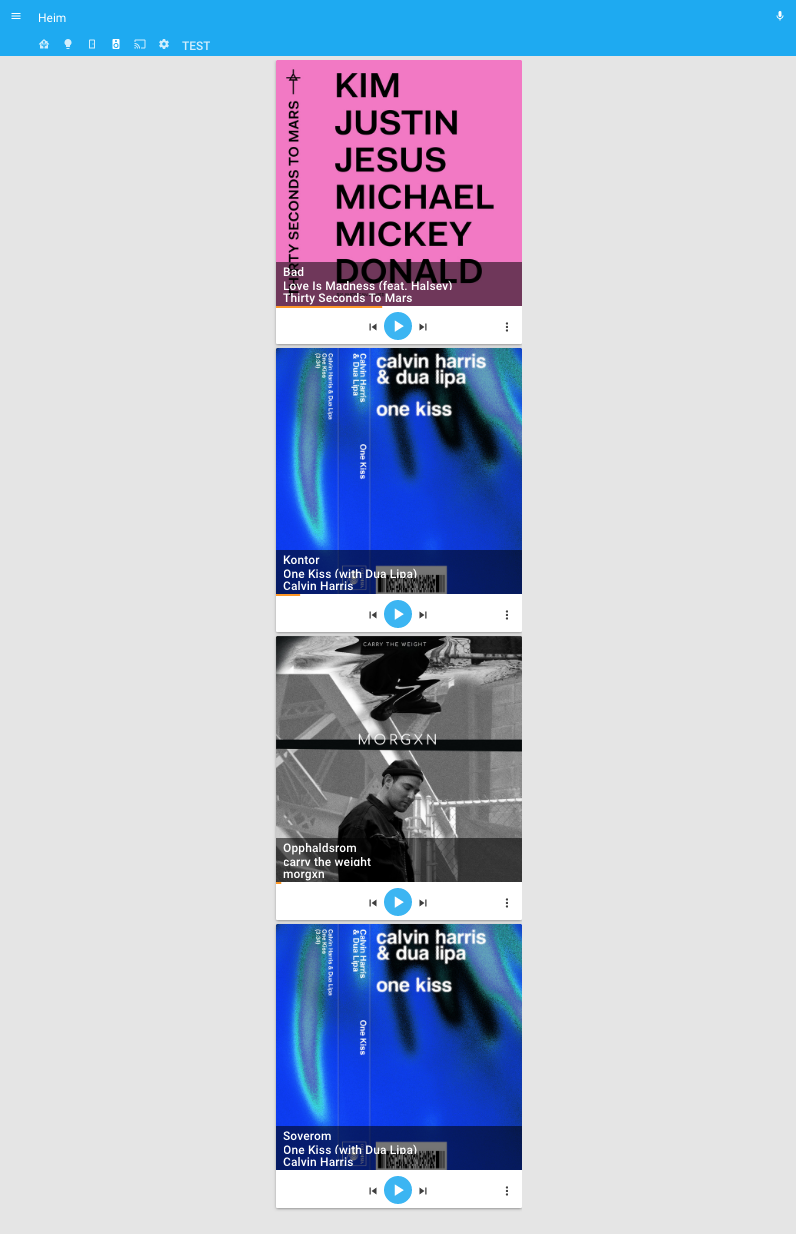 Heim
TEST
THIRTY SECONDS TO MARS
KIM
JUSTIN
JESUS
MICHAEL
MICKEY
DONALD
Bad
Love Is Madness (feat. Halsey)
Thirty Seconds To Mars
Calvin Harris & Dua Lipa
One Kiss
(3:34)
Calvin Harris
& Dua Lipa
One Kiss
calvin harris
& dua lipa
one kiss
Kontor
One Kiss (with Dua Lipa)
Calvin Harris
CARRY THE WEIGHT
MORGXN
Opphaldsrom
carry the weight
morgxn
Calvin Harris & Dua Lipa
One Kiss
(3:34)
Calvin Harris
& Dua Lipa
One Kiss
calvin harris
& dua lipa
one kiss
Soverom
One Kiss (with Dua Lipa)
Calvin Harris